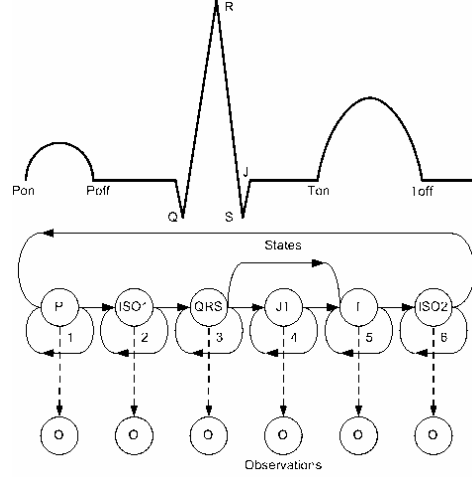 R
J
Pon Poff Ton Toff
Q S
States
P ISO1 QRS J1 T ISO2
1 2 3 4 5 6
O O O O O O
Observations